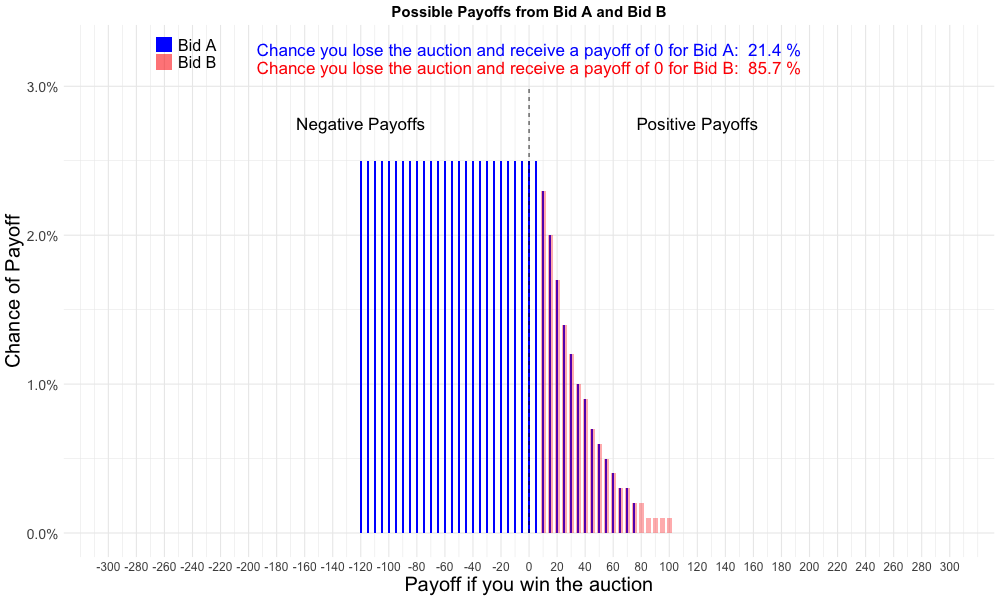 Possible Payoffs from Bid A and Bid B
Bid A
Bid B
Chance you lose the auction and receive a payoff of 0 for Bid A: 21.4 %
Chance you lose the auction and receive a payoff of 0 for Bid B: 85.7 %
Negative Payoffs
Positive Payoffs
Chance of Payoff
3.0%
2.0%
1.0%
0.0%
-300 -280 -260 -240 -220 -200 -180 -160 -140 -120 -100 -80 -60 -40 -20 0 20 40 60 80 100 120 140 160 180 200 220 240 260 280 300
Payoff if you win the auction